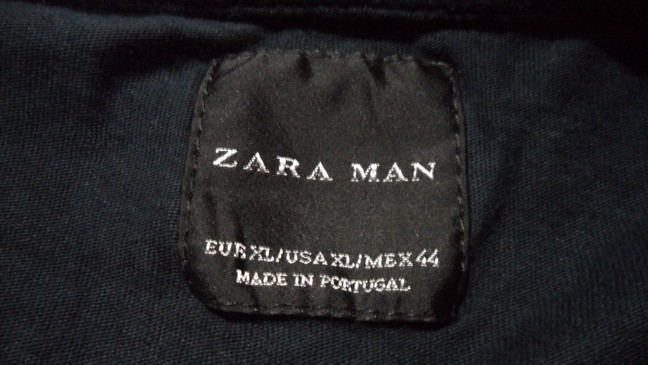 ZARA MAN
EUR XL/USA XL/MEX 44
MADE IN PORTUGAL